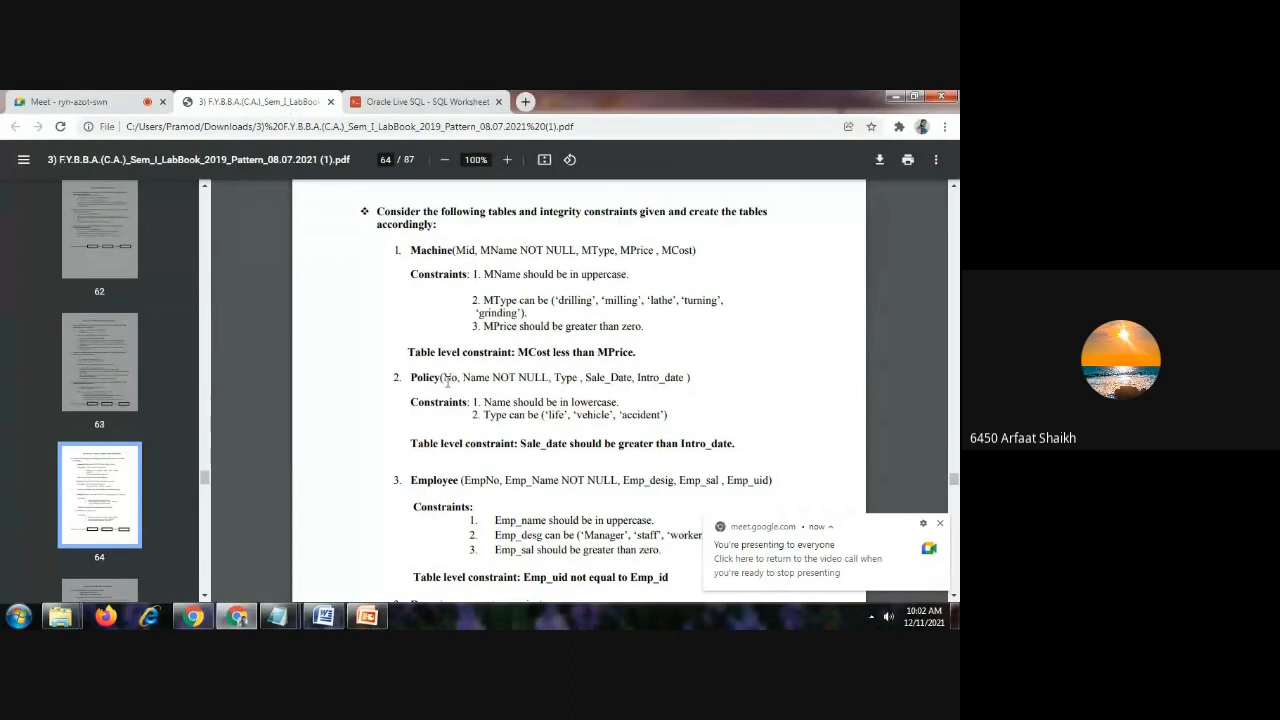 Meet - ryn-azot-swn
3) F.Y.B.B.A.(C.A.)_Sem_I_LabBook
Oracle Live SQL - SQL Worksheet
File
C:/Users/Pramod/Downloads/3)%20F.Y.B.B.A.(C.A.)_Sem_I_LabBook_2019_Pattern_08.07.2021%20(1).pdf
3) F.Y.B.B.A.(C.A.)_Sem_I_LabBook_2019_Pattern_08.07.2021 (1).pdf
64 / 87
100%
62
63
64
❖ Consider the following tables and integrity constraints given and create the tables
accordingly:
1. Machine(Mid, MName NOT NULL, MType, MPrice , MCost)
Constraints: 1. MName should be in uppercase.
2. MType can be (‘drilling’, ‘milling’, ‘lathe’, ‘turning’,
‘grinding’).
3. MPrice should be greater than zero.
Table level constraint: MCost less than MPrice.
2. Policy(No, Name NOT NULL, Type , Sale_Date, Intro_date )
Constraints: 1. Name should be in lowercase.
2. Type can be (‘life’, ‘vehicle’, ‘accident’)
Table level constraint: Sale_date should be greater than Intro_date.
3. Employee (EmpNo, Emp_Name NOT NULL, Emp_desig, Emp_sal , Emp_uid)
Constraints:
1. Emp_name should be in uppercase.
2. Emp_desg can be (‘Manager’, ‘staff’, ‘worker
3. Emp_sal should be greater than zero.
Table level constraint: Emp_uid not equal to Emp_id
meet.google.com • now
You're presenting to everyone
Click here to return to the video call when
you're ready to stop presenting
10:02 AM
12/11/2021
6450 Arfaat Shaikh